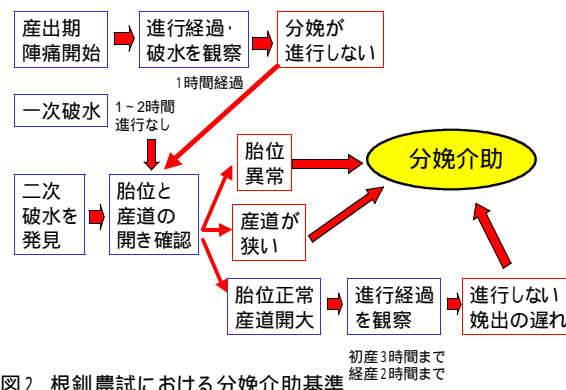 産出期
陣痛開始
進行経過・
破水を観察
分娩が
進行しない
1時間経過
一次破水
1~2時間
進行なし
二次
破水を
発見
胎位と
産道の
開き確認
胎位
異常
産道が
狭い
分娩介助
胎位正常
産道開大
進行経過
を観察
進行しない
娩出の遅れ
初産3時間まで
経産2時間まで
図2 根釧農試における分娩介助基準